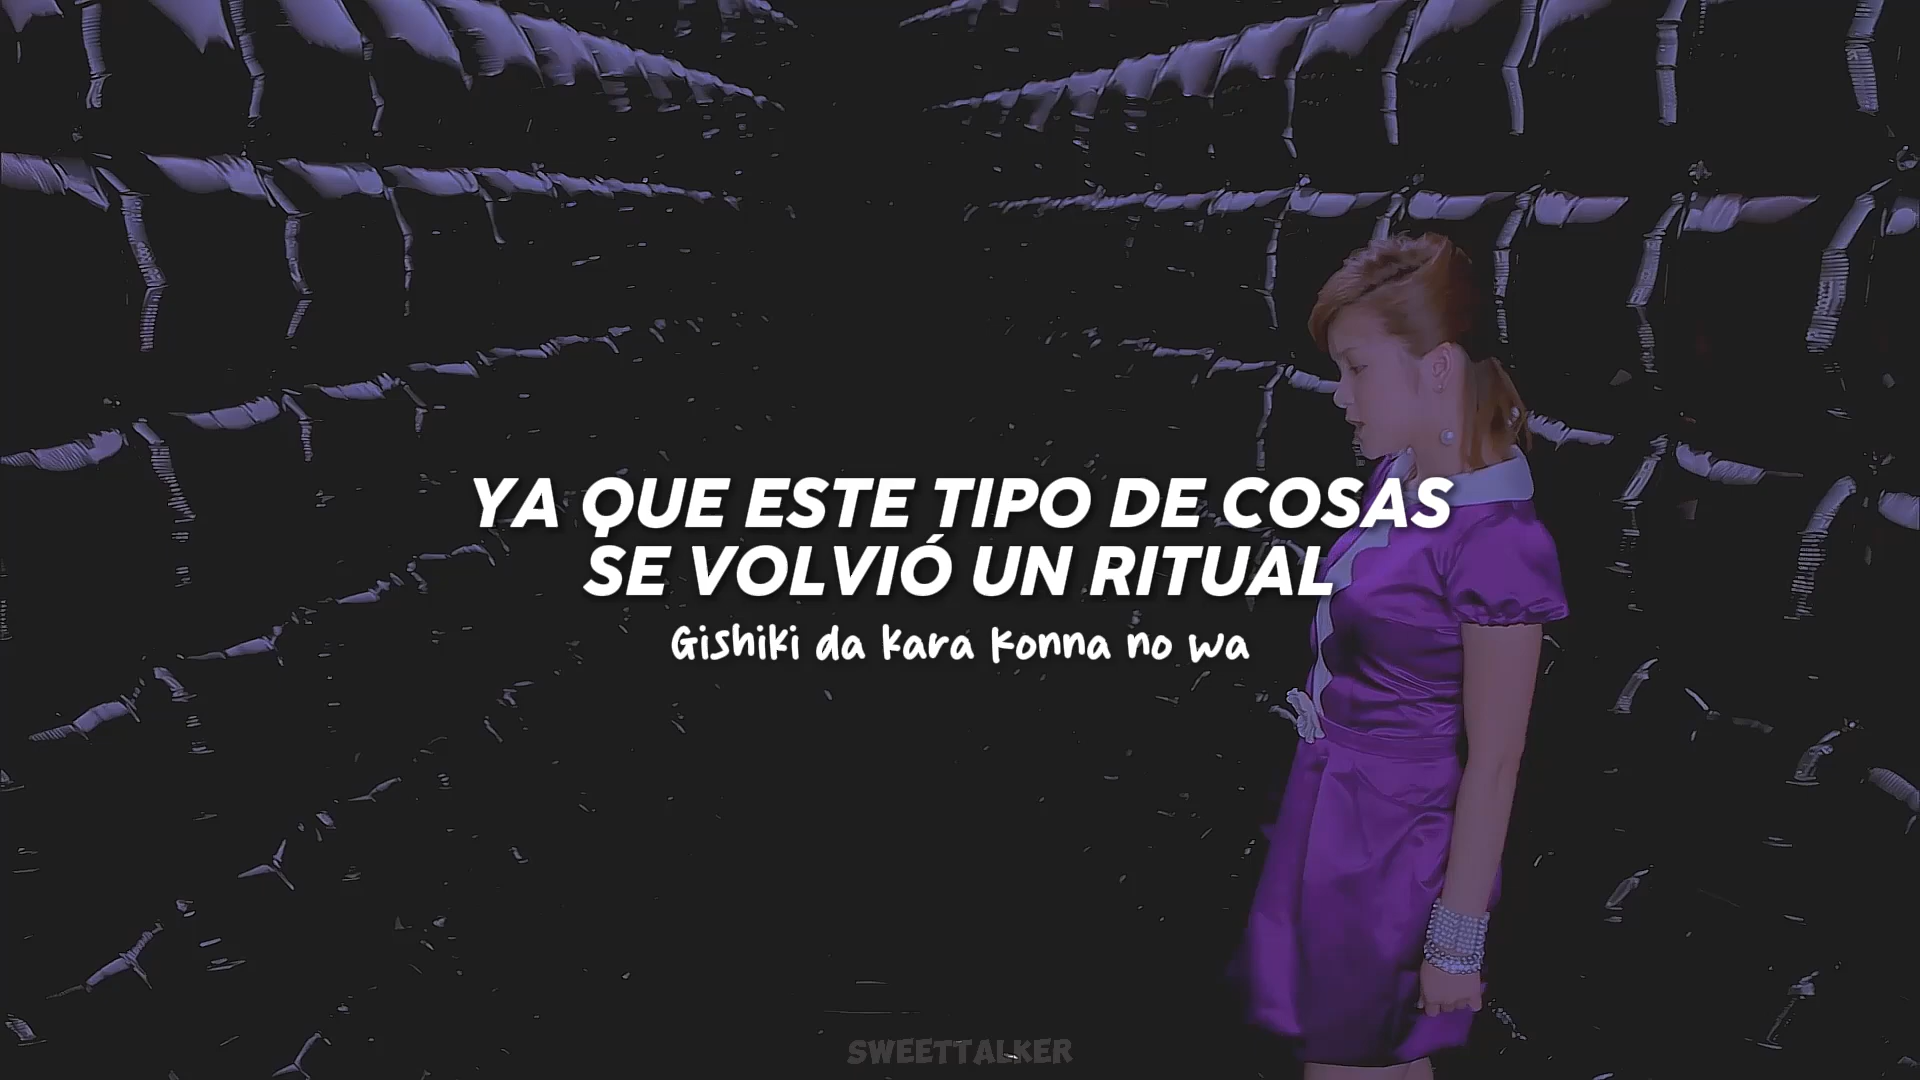 YA QUE ESTE TIPO DE COSAS
SE VOLVIÓ UN RITUAL
Gishiki da kara konna no wa
SWEETTALKER